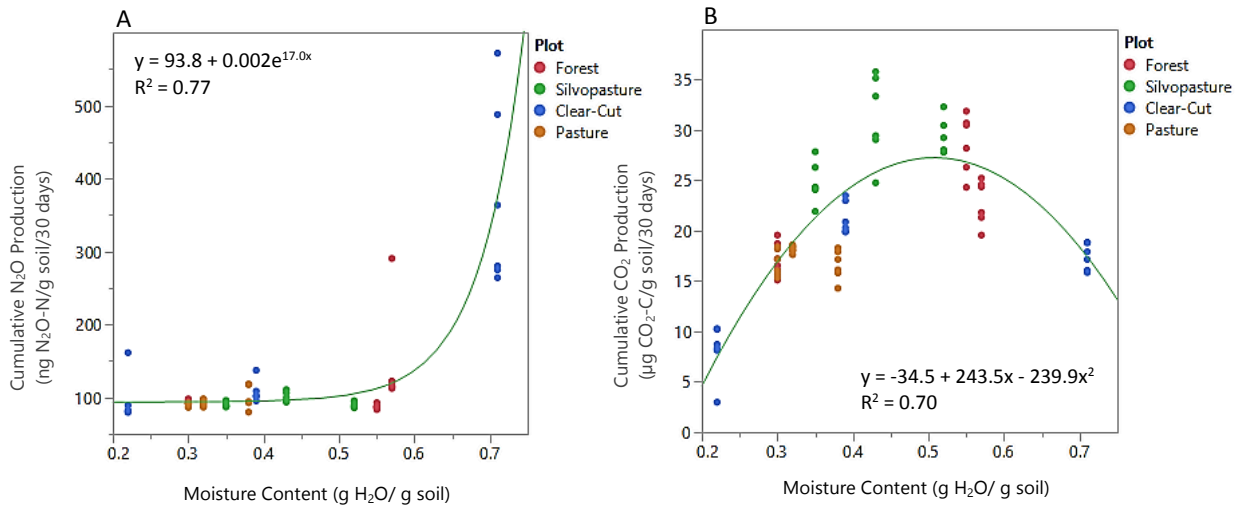 A
y = 93.8 + 0.002e^17.0x
R² = 0.77
Plot
Forest
Silvopasture
Clear-Cut
Pasture
500
400
300
200
100
0.2 0.3 0.4 0.5 0.6 0.7
Cumulative N₂O Production
(ng N₂O-N/g soil/30 days)
Moisture Content (g H₂O/ g soil)
B
Plot
Forest
Silvopasture
Clear-Cut
Pasture
35
30
25
20
15
10
5
0
0.2 0.3 0.4 0.5 0.6 0.7
y = -34.5 + 243.5x - 239.9x²
R² = 0.70
Cumulative CO₂ Production
(µg CO₂-C/g soil/30 days)
Moisture Content (g H₂O/ g soil)